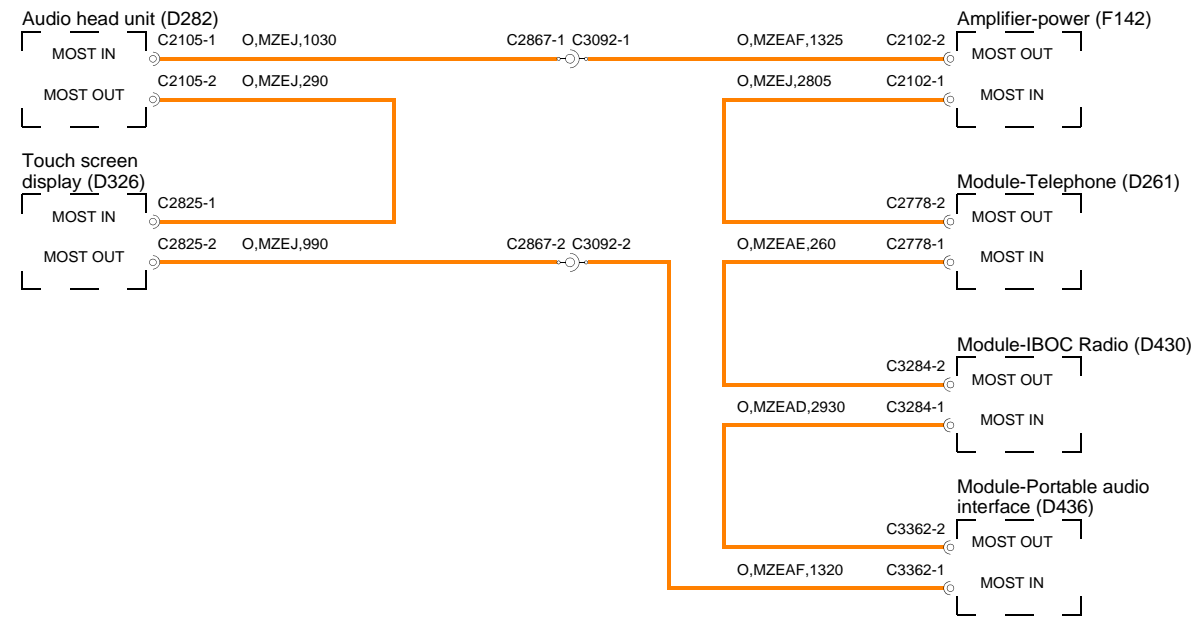 Audio head unit (D282)
MOST IN
C2105-1 O,MZEJ,1030 C2867-1 C3092-1 O,MZEAF,1325 C2102-2
Amplifier-power (F142)
MOST OUT
MOST OUT
C2105-2 O,MZEJ,290
O,MZEJ,2805 C2102-1
MOST IN
Touch screen
display (D326)
MOST IN
C2825-1
Module-Telephone (D261)
C2778-2
MOST OUT
MOST OUT
C2825-2 O,MZEJ,990 C2867-2 C3092-2 O,MZEAE,260 C2778-1
MOST IN
Module-IBOC Radio (D430)
C3284-2
MOST OUT
O,MZEAD,2930 C3284-1
MOST IN
Module-Portable audio
interface (D436)
C3362-2
MOST OUT
O,MZEAF,1320 C3362-1
MOST IN